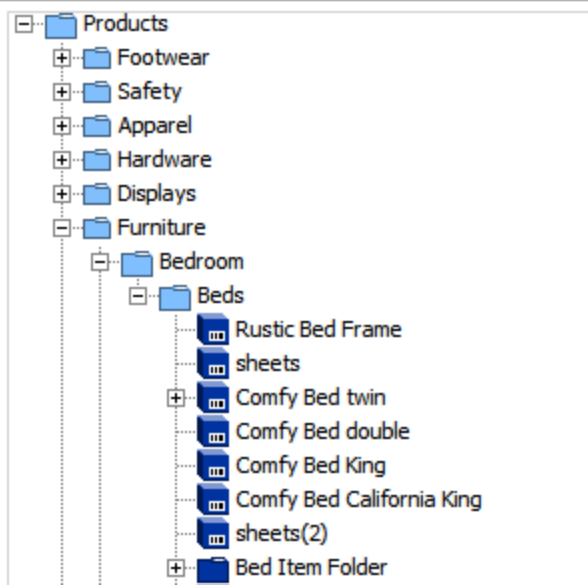 Products
Footwear
Safety
Apparel
Hardware
Displays
Furniture
Bedroom
Beds
Rustic Bed Frame
sheets
Comfy Bed twin
Comfy Bed double
Comfy Bed King
Comfy Bed California King
sheets(2)
Bed Item Folder